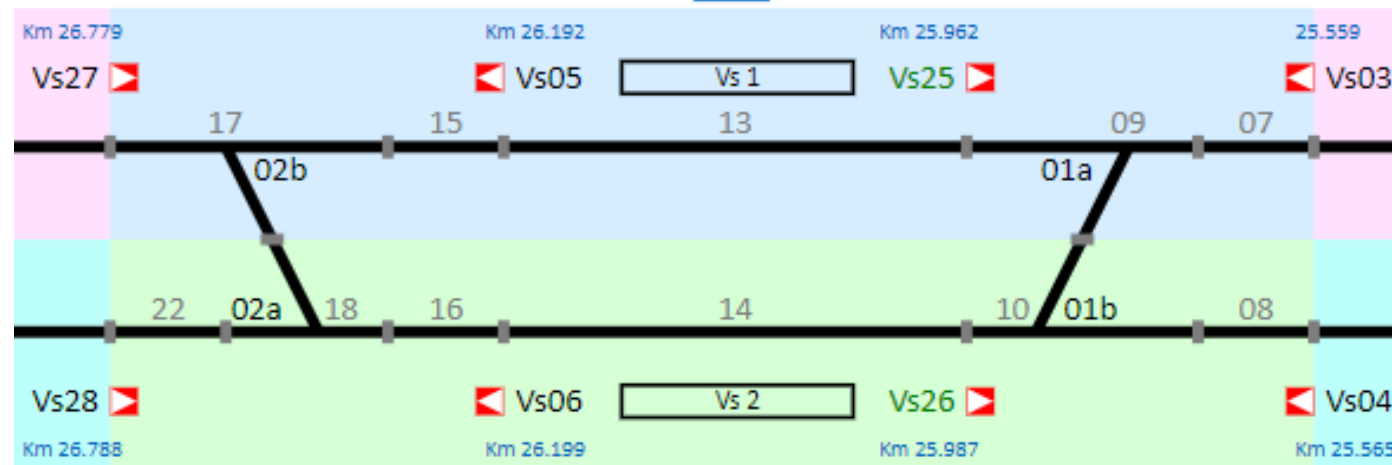 Km 26.779 Km 26.192 Km 25.962 25.559
Vs27 Vs05 Vs 1 Vs25 Vs03
17 15 13 09 07
02b 01a
22 02a 18 16 14 10 01b 08
Vs28 Vs06 Vs 2 Vs26 Vs04
Km 26.788 Km 26.199 Km 25.987 Km 25.565